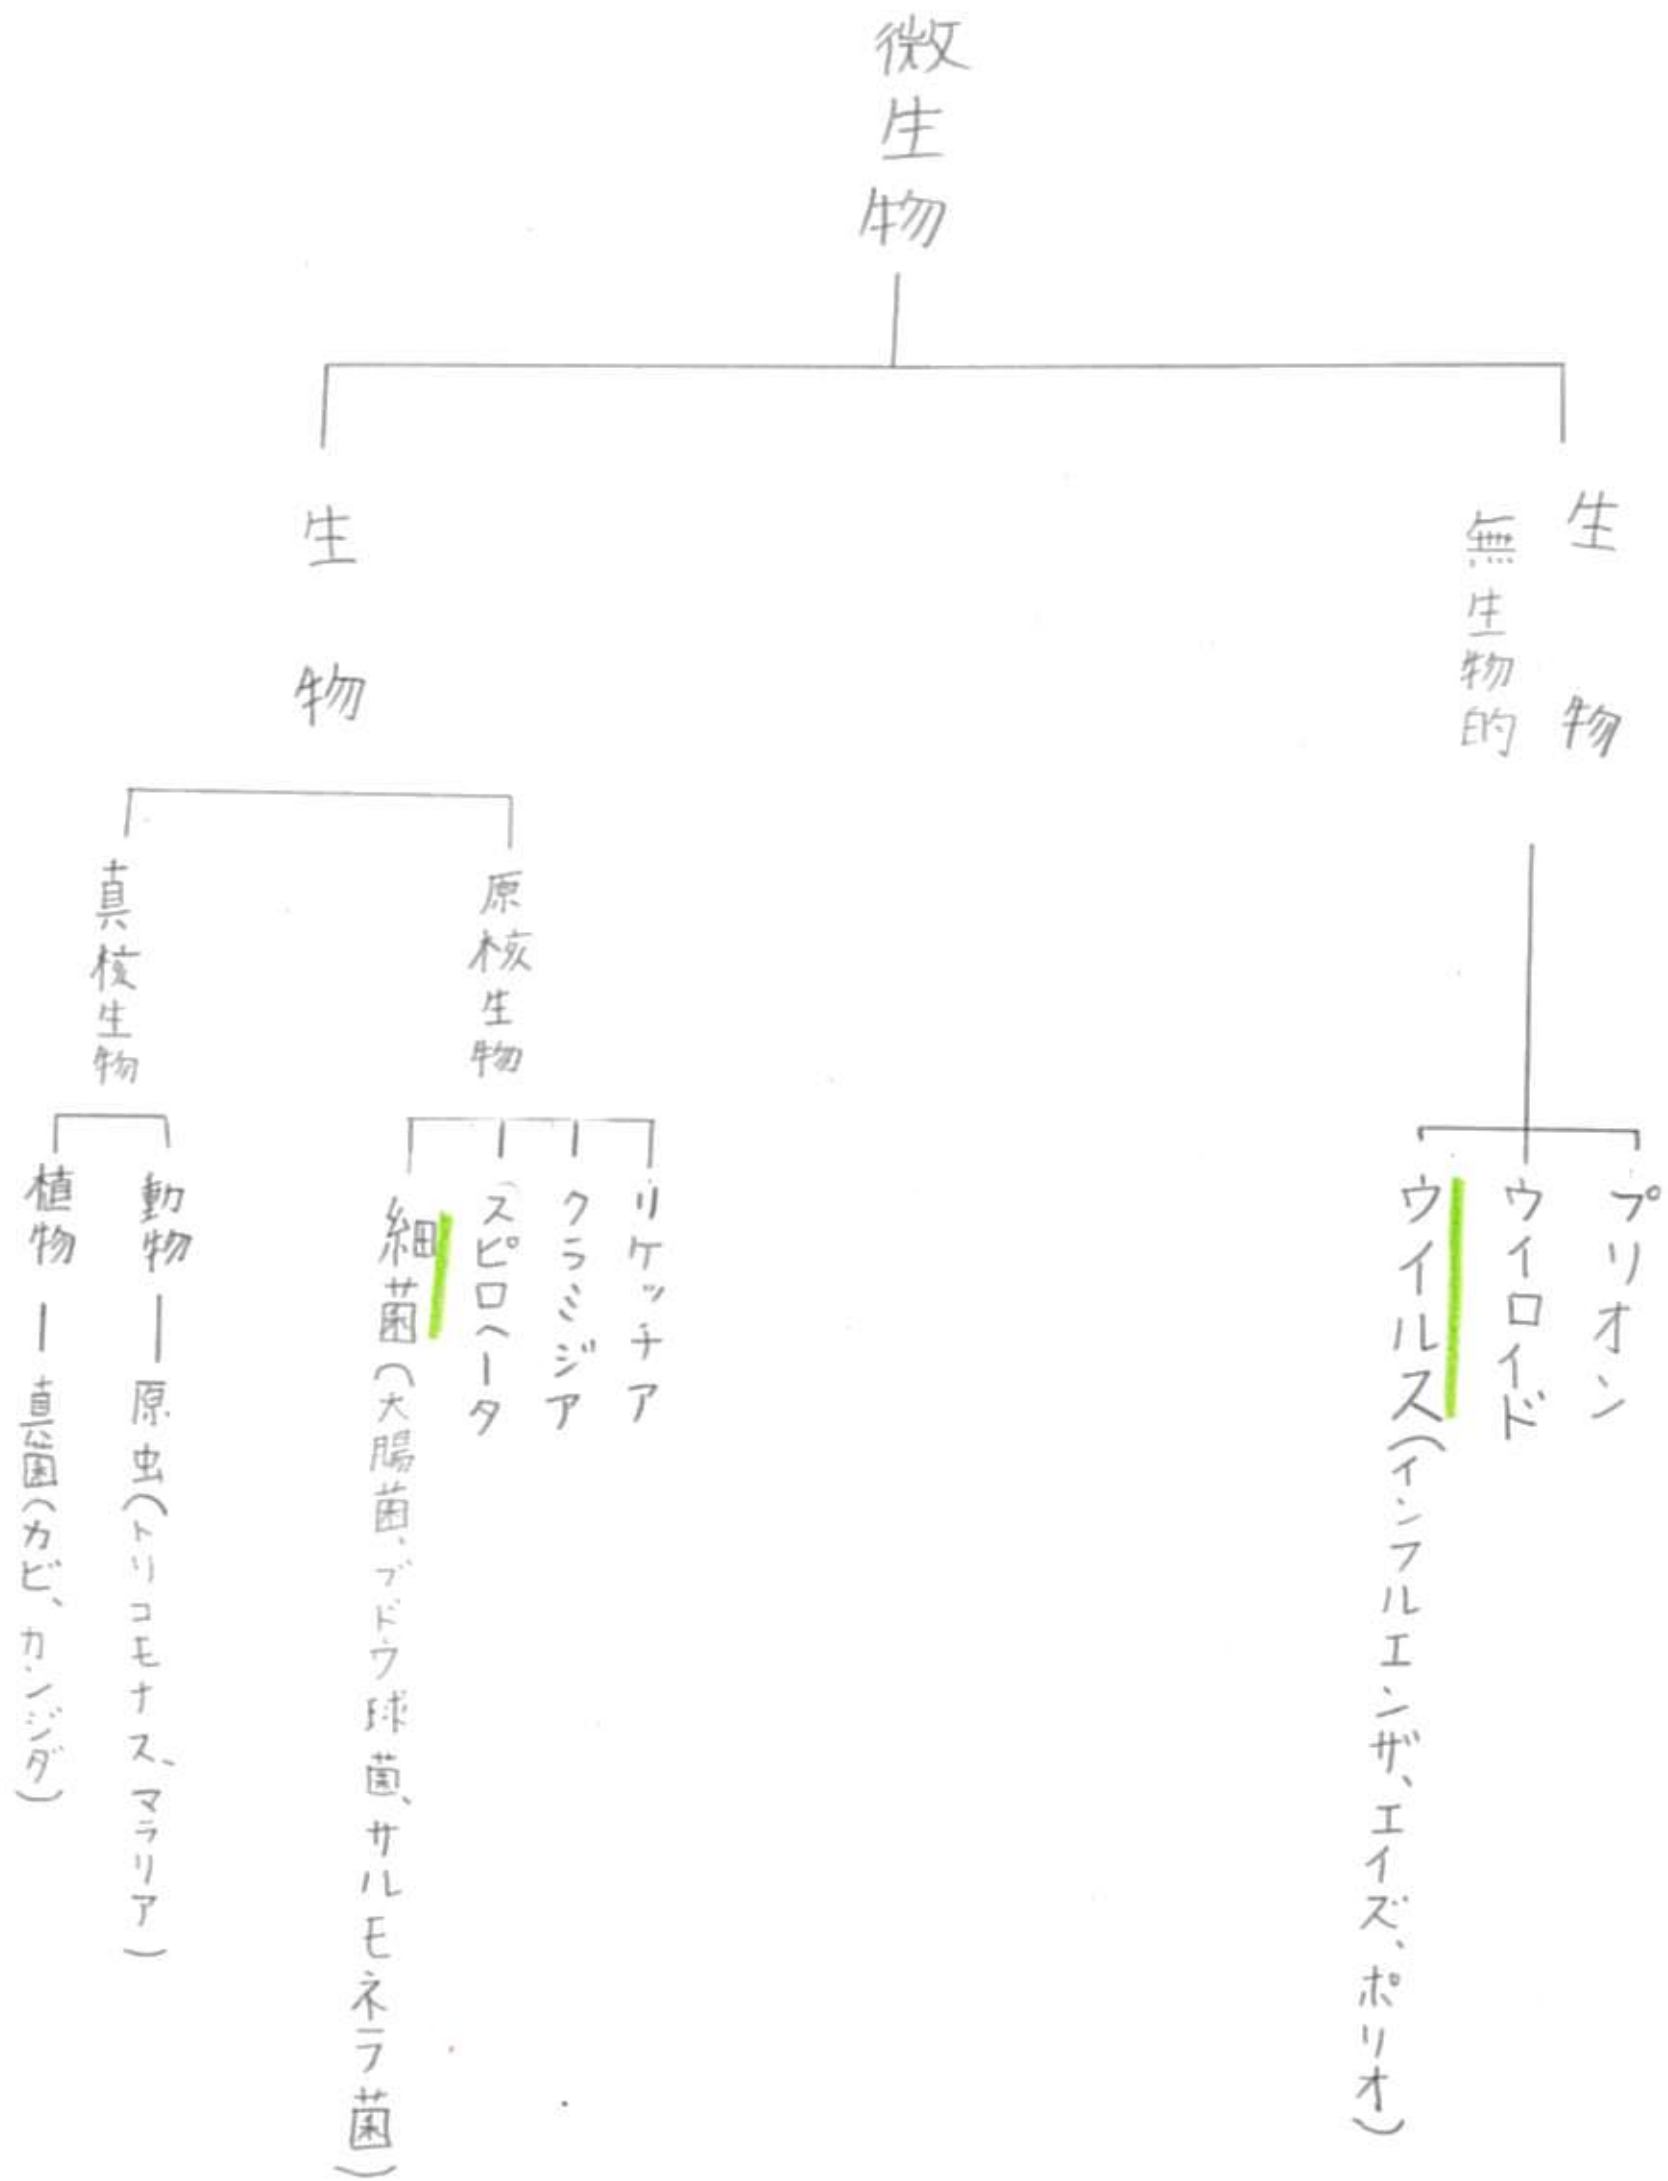 微生物
生物
無生物的
プリオン
ウイロイド
ウイルス(インフルエンザ、エイズ、ポリオ)
生物
原核生物
リケッチア
クラミジア
スピロヘータ
細菌(大腸菌、ブドウ球菌、サルモネラ菌)
真核生物
動物
原虫(トリコモナス、マラリア)
植物
真菌(カビ、カンジダ)